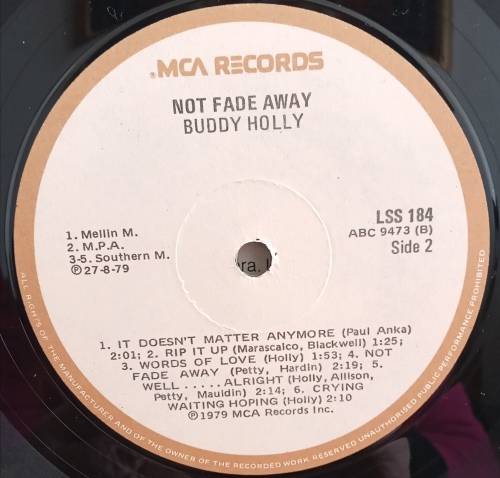 MCA RECORDS
NOT FADE AWAY
BUDDY HOLLY
1. Mellin M.
2. M.P.A.
3-5. Southern M.
℗27-8-79
LSS 184
ABC 9473 (B)
Side 2
1. IT DOESN'T MATTER ANYMORE (Paul Anka)
2:01; 2. RIP IT UP (Marascalco, Blackwell) 1:25;
3. WORDS OF LOVE (Holly) 1:53; 4. NOT
FADE AWAY (Petty, Hardin) 2:19; 5.
WELL.....ALRIGHT (Holly, Allison,
Petty, Mauldin) 2:14; 6. CRYING
WAITING HOPING (Holly) 2:10
℗1979 MCA Records Inc.
ALL RIGHTS OF THE MANUFACTURER AND OF THE OWNER OF THE RECORDED WORK RESERVED UNAUTHORISED PUBLIC PERFORMANCE PROHIBITED